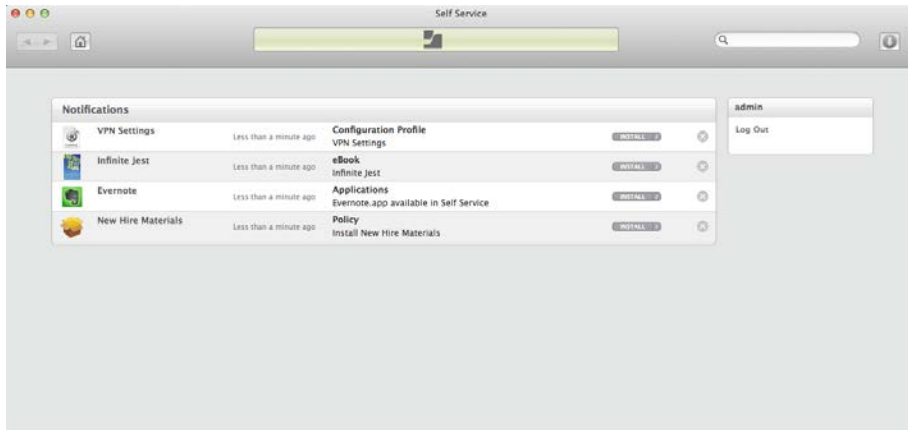 Self Service
Notifications
admin
VPN Settings
Less than a minute ago
Configuration Profile
VPN Settings
INSTALL
Log Out
Infinite Jest
Less than a minute ago
eBook
Infinite Jest
INSTALL
Evernote
Less than a minute ago
Applications
Evernote.app available in Self Service
INSTALL
New Hire Materials
Less than a minute ago
Policy
Install New Hire Materials
INSTALL